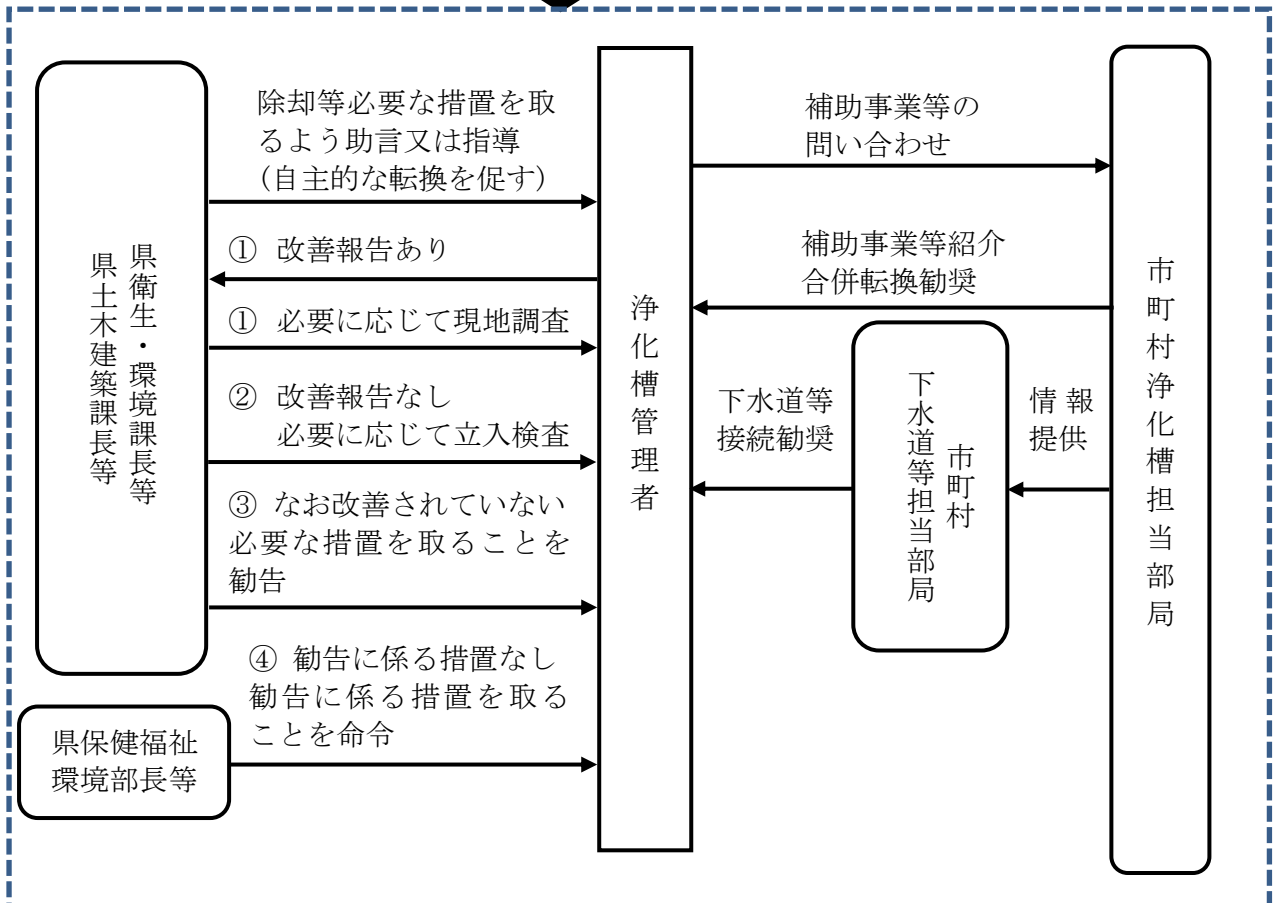 県衛生・環境課長等
県土木建築課長等
除却等必要な措置を取
るよう助言又は指導
(自主的な転換を促す)
① 改善報告あり
① 必要に応じて現地調査
② 改善報告なし
必要に応じて立入検査
③ なお改善されていない
必要な措置を取ることを
勧告
④ 勧告に係る措置なし
勧告に係る措置を取る
ことを命令
県保健福祉
環境部長等
浄化槽管理者
補助事業等の
問い合わせ
補助事業等紹介
合併転換勧奨
下水道等
接続勧奨
市町村
下水道等担当部局
情報
提供
市町村浄化槽担当部局